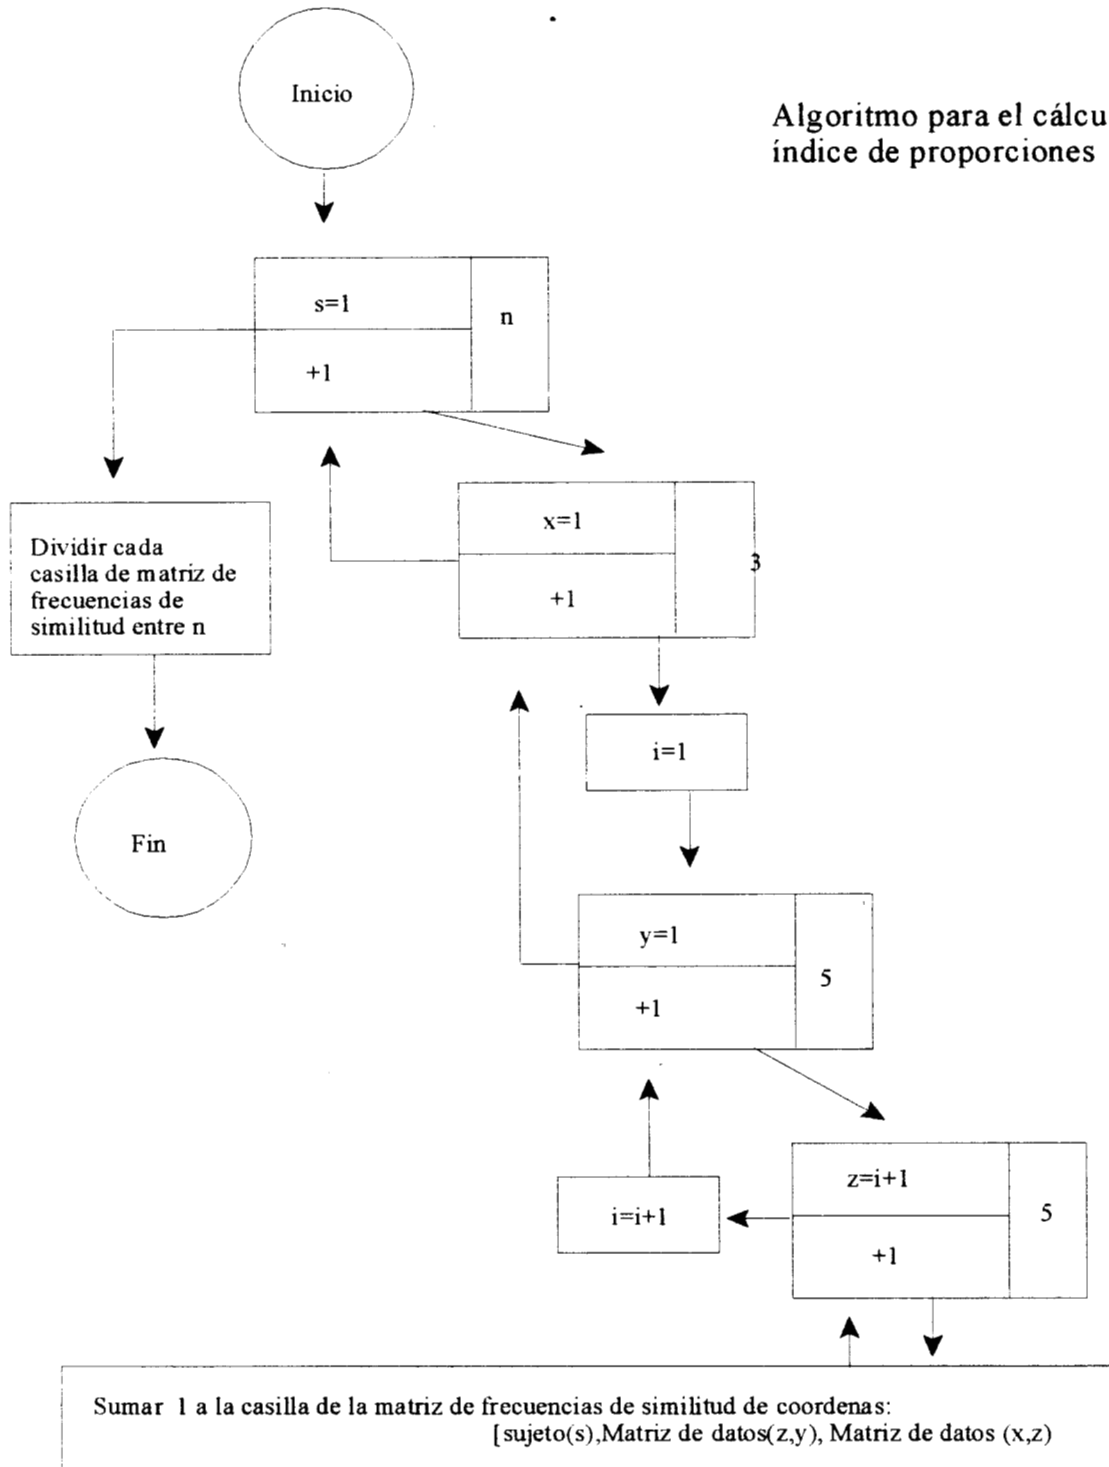 Inicio
Algoritmo para el cálcu
índice de proporciones
s=1
n
+1
x=1
3
+1
Dividir cada
casilla de matriz de
frecuencias de
similitud entre n
i=1
Fin
y=1
5
+1
z=i+1
5
i=i+1
+1
Sumar 1 a la casilla de la matriz de frecuencias de similitud de coordenas:
[sujeto(s),Matriz de datos(z,y), Matriz de datos (x,z)